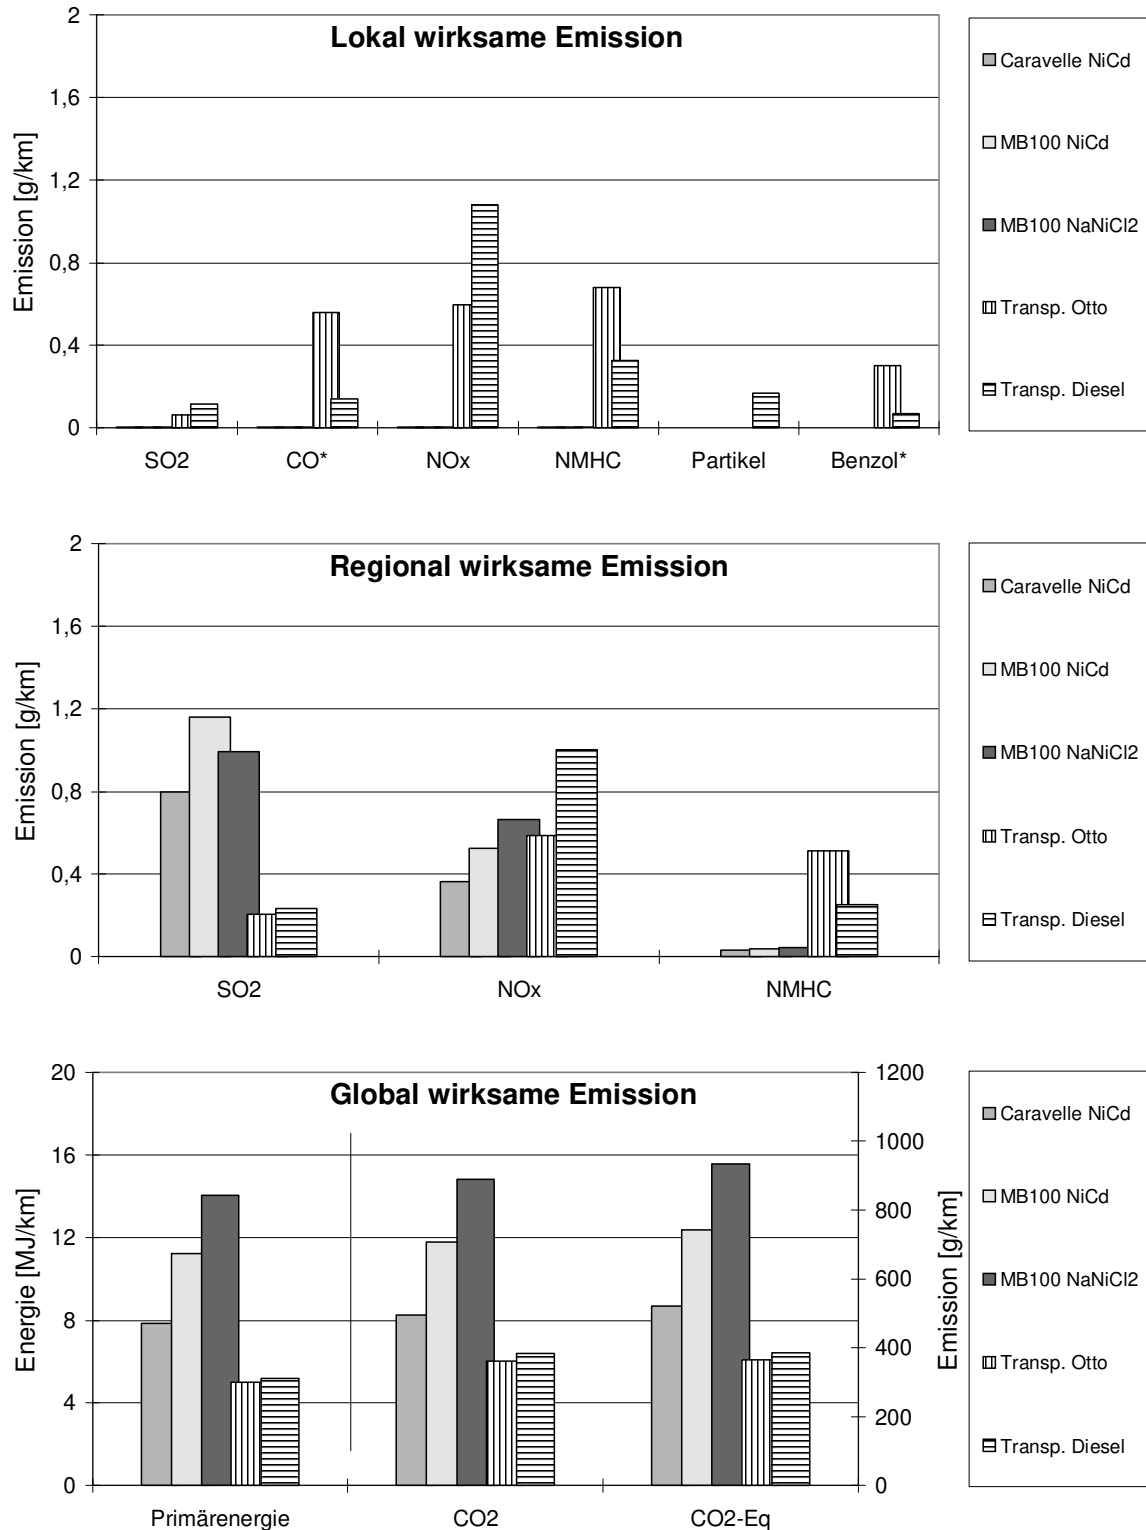 Lokal wirksame Emission
Emission [g/km]
2
1,6
1,2
0,8
0,4
0
SO2 CO* NOx NMHC Partikel Benzol*
Caravelle NiCd
MB100 NiCd
MB100 NaNiCl2
Transp. Otto
Transp. Diesel
Regional wirksame Emission
Emission [g/km]
2
1,6
1,2
0,8
0,4
0
SO2 NOx NMHC
Caravelle NiCd
MB100 NiCd
MB100 NaNiCl2
Transp. Otto
Transp. Diesel
Global wirksame Emission
Energie [MJ/km]
20
16
12
8
4
0
Primärenergie CO2 CO2-Eq
1200
1000
800
600
400
200
0
Emission [g/km]
Caravelle NiCd
MB100 NiCd
MB100 NaNiCl2
Transp. Otto
Transp. Diesel